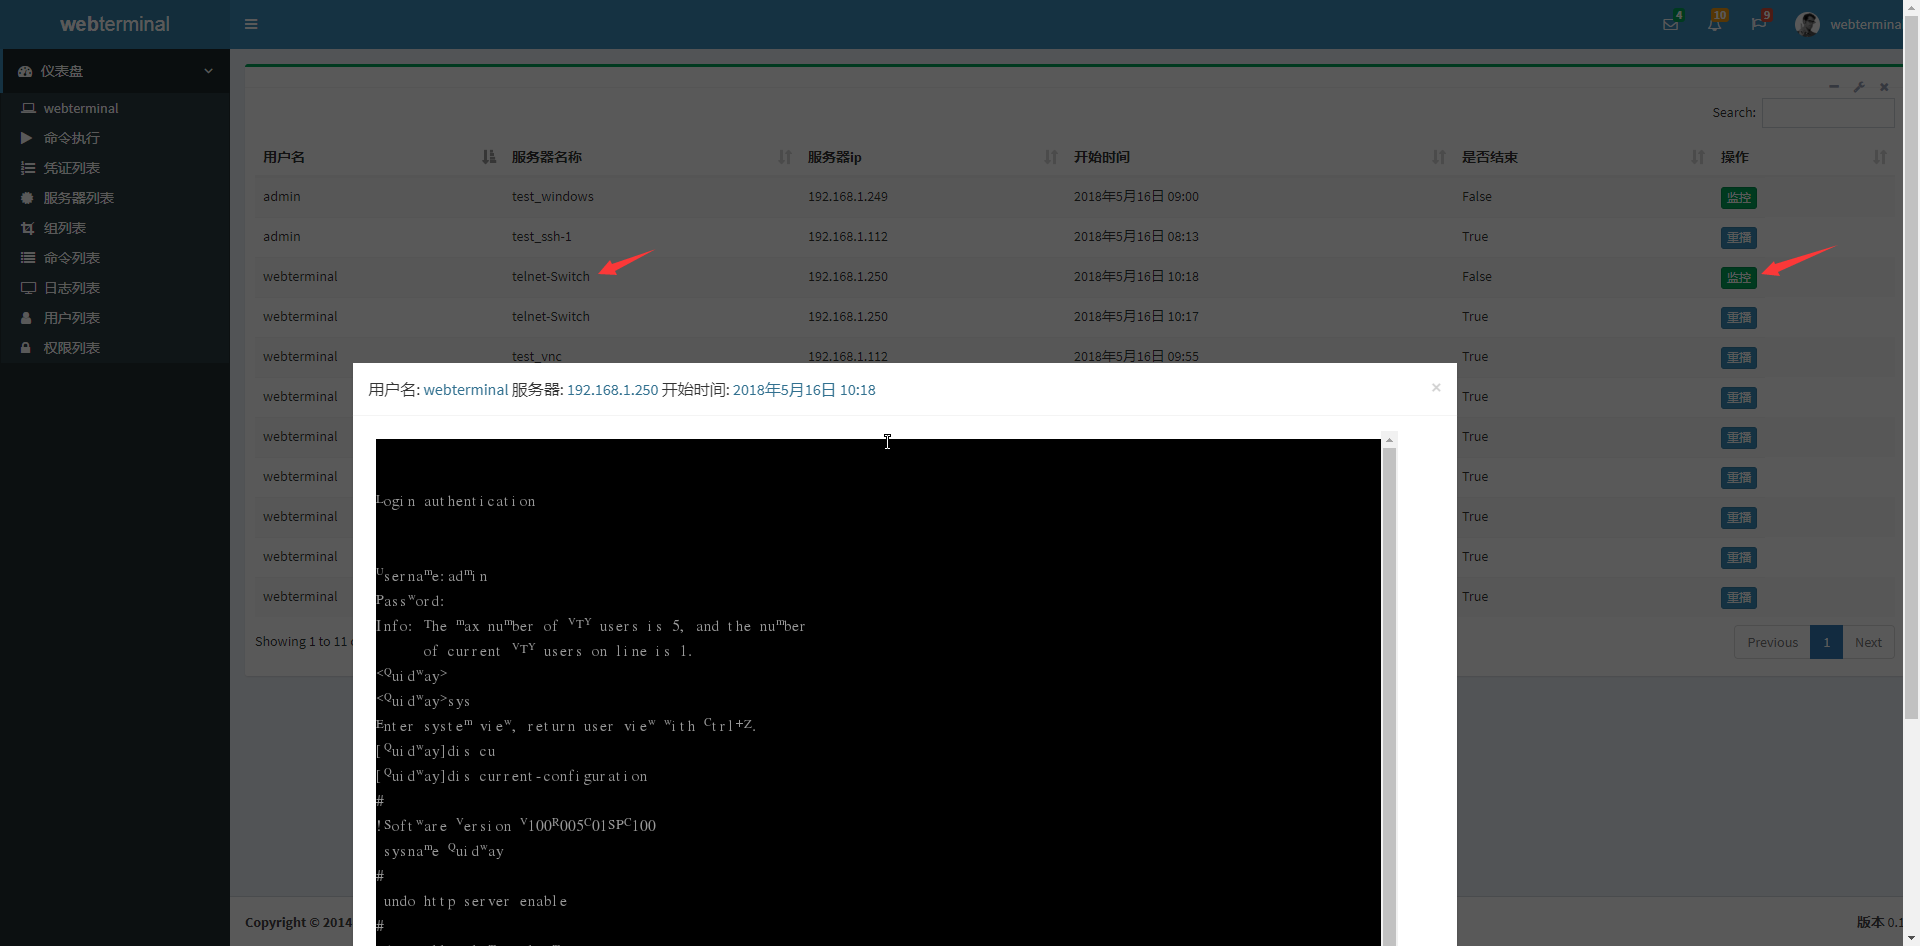 webterminal
4
10
9
webtermina
仪表盘
webterminal
命令执行
凭证列表
服务器列表
组列表
命令列表
日志列表
用户列表
权限列表
Search:
用户名 服务器名称 服务器ip 开始时间 是否结束 操作
admin test_windows 192.168.1.249 2018年5月16日 09:00 False 监控
admin test_ssh-1 192.168.1.112 2018年5月16日 08:13 True 重播
webterminal telnet-Switch 192.168.1.250 2018年5月16日 10:18 False 监控
webterminal telnet-Switch 192.168.1.250 2018年5月16日 10:17 True 重播
webterminal test_vnc 192.168.1.112 2018年5月16日 09:55 True 重播
webterminal True 重播
webterminal True 重播
webterminal True 重播
webterminal True 重播
webterminal True 重播
webterminal True 重播
Showing 1 to 11
Previous 1 Next
用户名: webterminal 服务器: 192.168.1.250 开始时间: 2018年5月16日 10:18
×
Login authentication
Username:admin
Password:
Info: The max number of VTY users is 5, and the number
of current VTY users on line is 1.
<Quidway>
<Quidway>sys
Enter system view, return user view with Ctrl+Z.
[Quidway]dis cu
[Quidway]dis current-configuration
#
!Software Version V100R005C01SPC100
sysname Quidway
#
undo http server enable
#
Copyright © 2014
版本 0.1